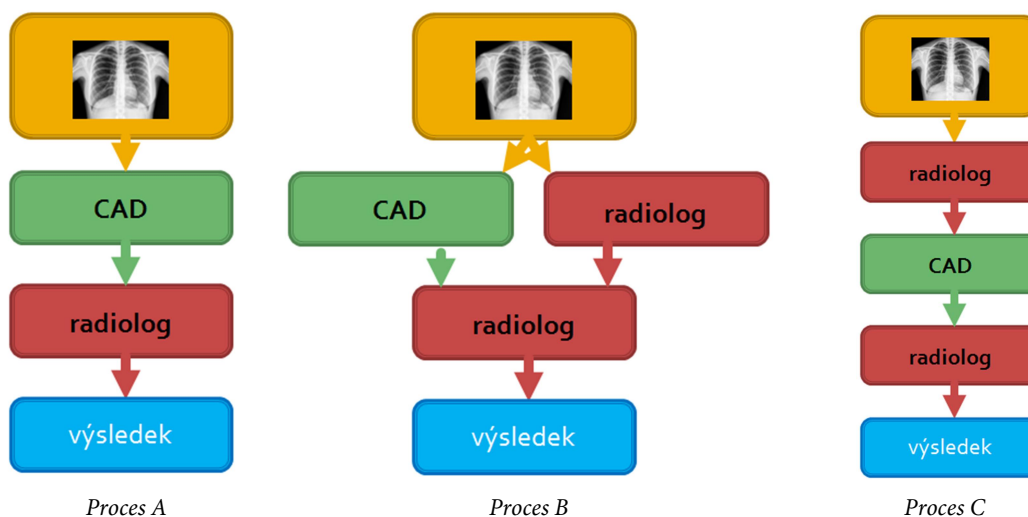 CAD
radiolog
výsledek
Proces A
CAD
radiolog
radiolog
výsledek
Proces B
radiolog
CAD
radiolog
výsledek
Proces C